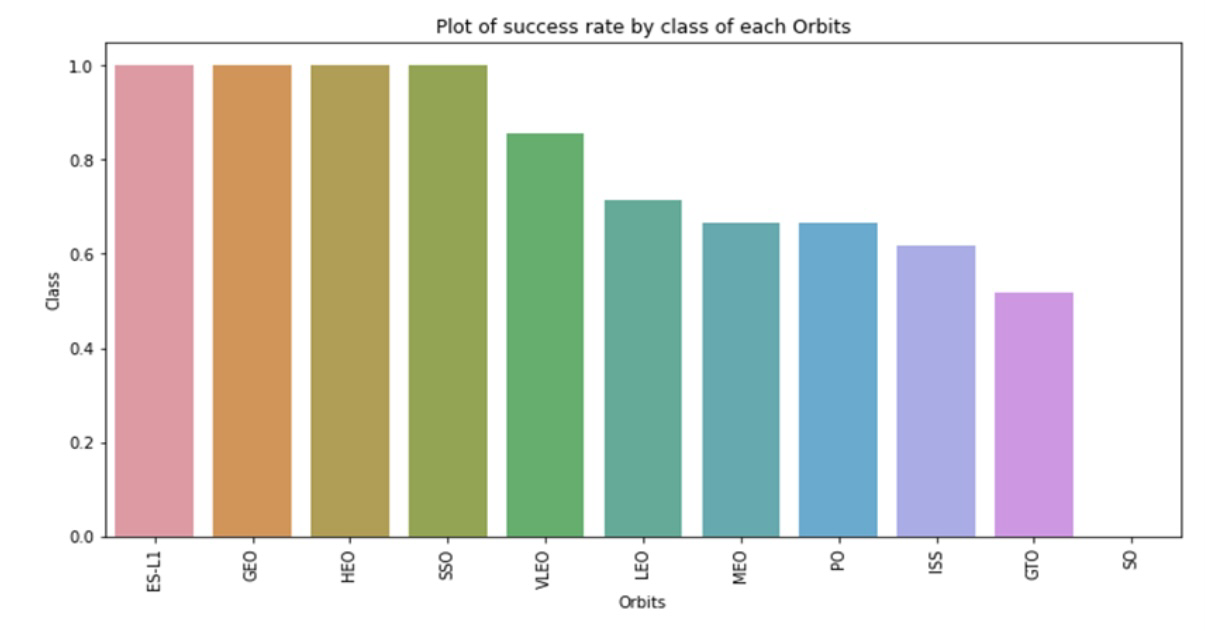 Plot of success rate by class of each Orbits
1.0
0.8
0.6
0.4
0.2
0.0
Class
ES-L1
GEO
HEO
SSO
VLEO
LEO
MEO
PO
ISS
GTO
SO
Orbits